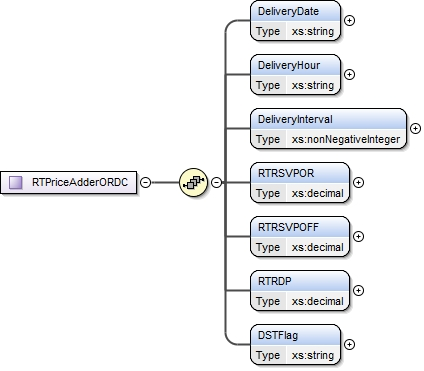 DeliveryDate
Type xs:string
DeliveryHour
Type xs:string
DeliveryInterval
Type xs:nonNegativeInteger
RTPriceAdderORDC
RTRSVPOR
Type xs:decimal
RTRSVPOFF
Type xs:decimal
RTRDP
Type xs:decimal
DSTFlag
Type xs:string